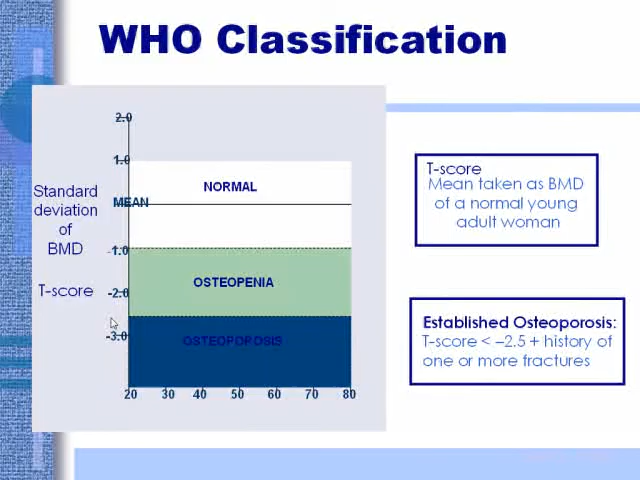 WHO Classification
2.0
1.0
NORMAL
MEAN
-1.0
OSTEOPENIA
-2.0
-3.0
OSTEOPOROSIS
20 30 40 50 60 70 80
Standard
deviation
of
BMD
T-score
T-score
Mean taken as BMD
of a normal young
adult woman
Established Osteoporosis:
T-score < –2.5 + history of
one or more fractures